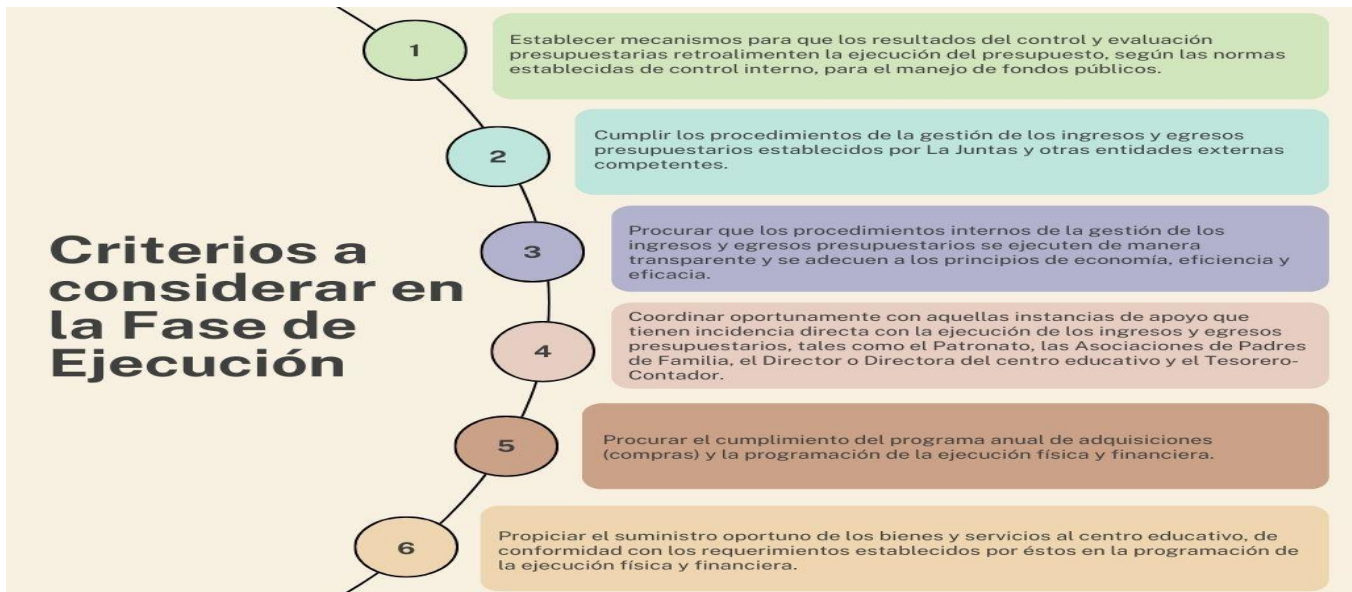 Criterios a
considerar en
la Fase de
Ejecución
1
Establecer mecanismos para que los resultados del control y evaluación
presupuestarias retroalimenten la ejecución del presupuesto, según las normas
establecidas de control interno, para el manejo de fondos públicos.
2
Cumplir los procedimientos de la gestión de los ingresos y egresos
presupuestarios establecidos por La Juntas y otras entidades externas
competentes.
3
Procurar que los procedimientos internos de la gestión de los
ingresos y egresos presupuestarios se ejecuten de manera
transparente y se adecuen a los principios de economía, eficiencia y
eficacia.
4
Coordinar oportunamente con aquellas instancias de apoyo que
tienen incidencia directa con la ejecución de los ingresos y egresos
presupuestarios, tales como el Patronato, las Asociaciones de Padres
de Familia, el Director o Directora del centro educativo y el Tesorero-
Contador.
5
Procurar el cumplimiento del programa anual de adquisiciones
(compras) y la programación de la ejecución física y financiera.
6
Propiciar el suministro oportuno de los bienes y servicios al centro educativo, de
conformidad con los requerimientos establecidos por éstos en la programación de
la ejecución física y financiera.